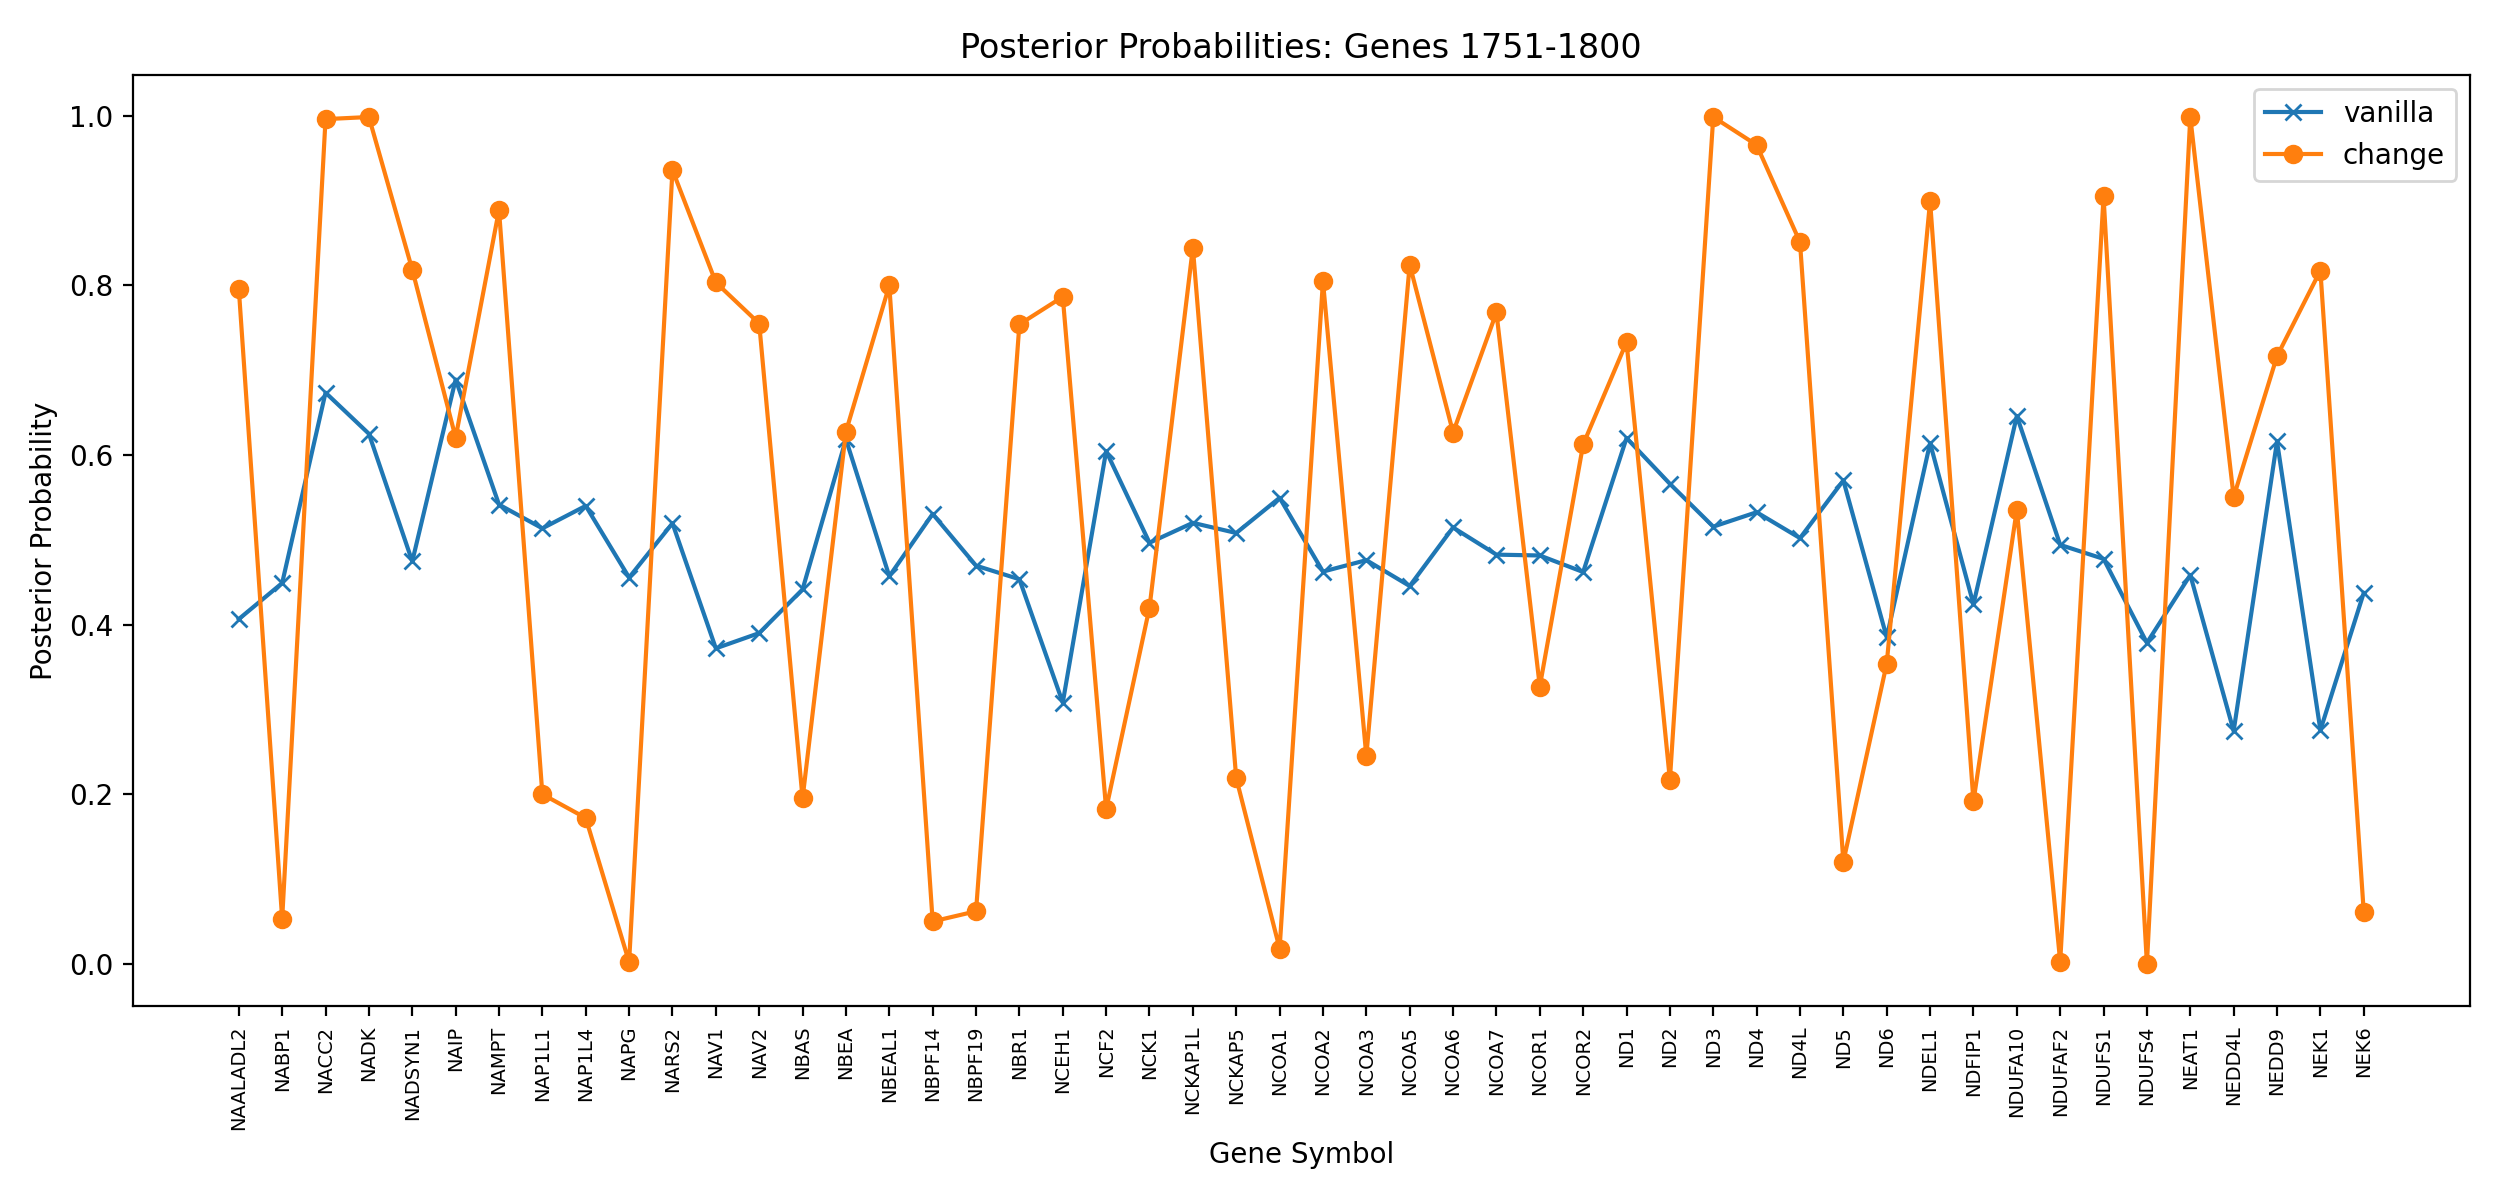 Posterior Probabilities: Genes 1751-1800
vanilla
change
Posterior Probability
1.0
0.8
0.6
0.4
0.2
0.0
NAALADL2
NABP1
NACC2
NADK
NADSYN1
NAIP
NAMPT
NAP1L1
NAP1L4
NAPG
NARS2
NAV1
NAV2
NBAS
NBEA
NBEAL1
NBPF14
NBPF19
NBR1
NCEH1
NCF2
NCK1
NCKAP1L
NCKAP5
NCOA1
NCOA2
NCOA3
NCOA5
NCOA6
NCOA7
NCOR1
NCOR2
ND1
ND2
ND3
ND4
ND4L
ND5
ND6
NDEL1
NDFIP1
NDUFA10
NDUFAF2
NDUFS1
NDUFS4
NEAT1
NEDD4L
NEDD9
NEK1
NEK6
Gene Symbol